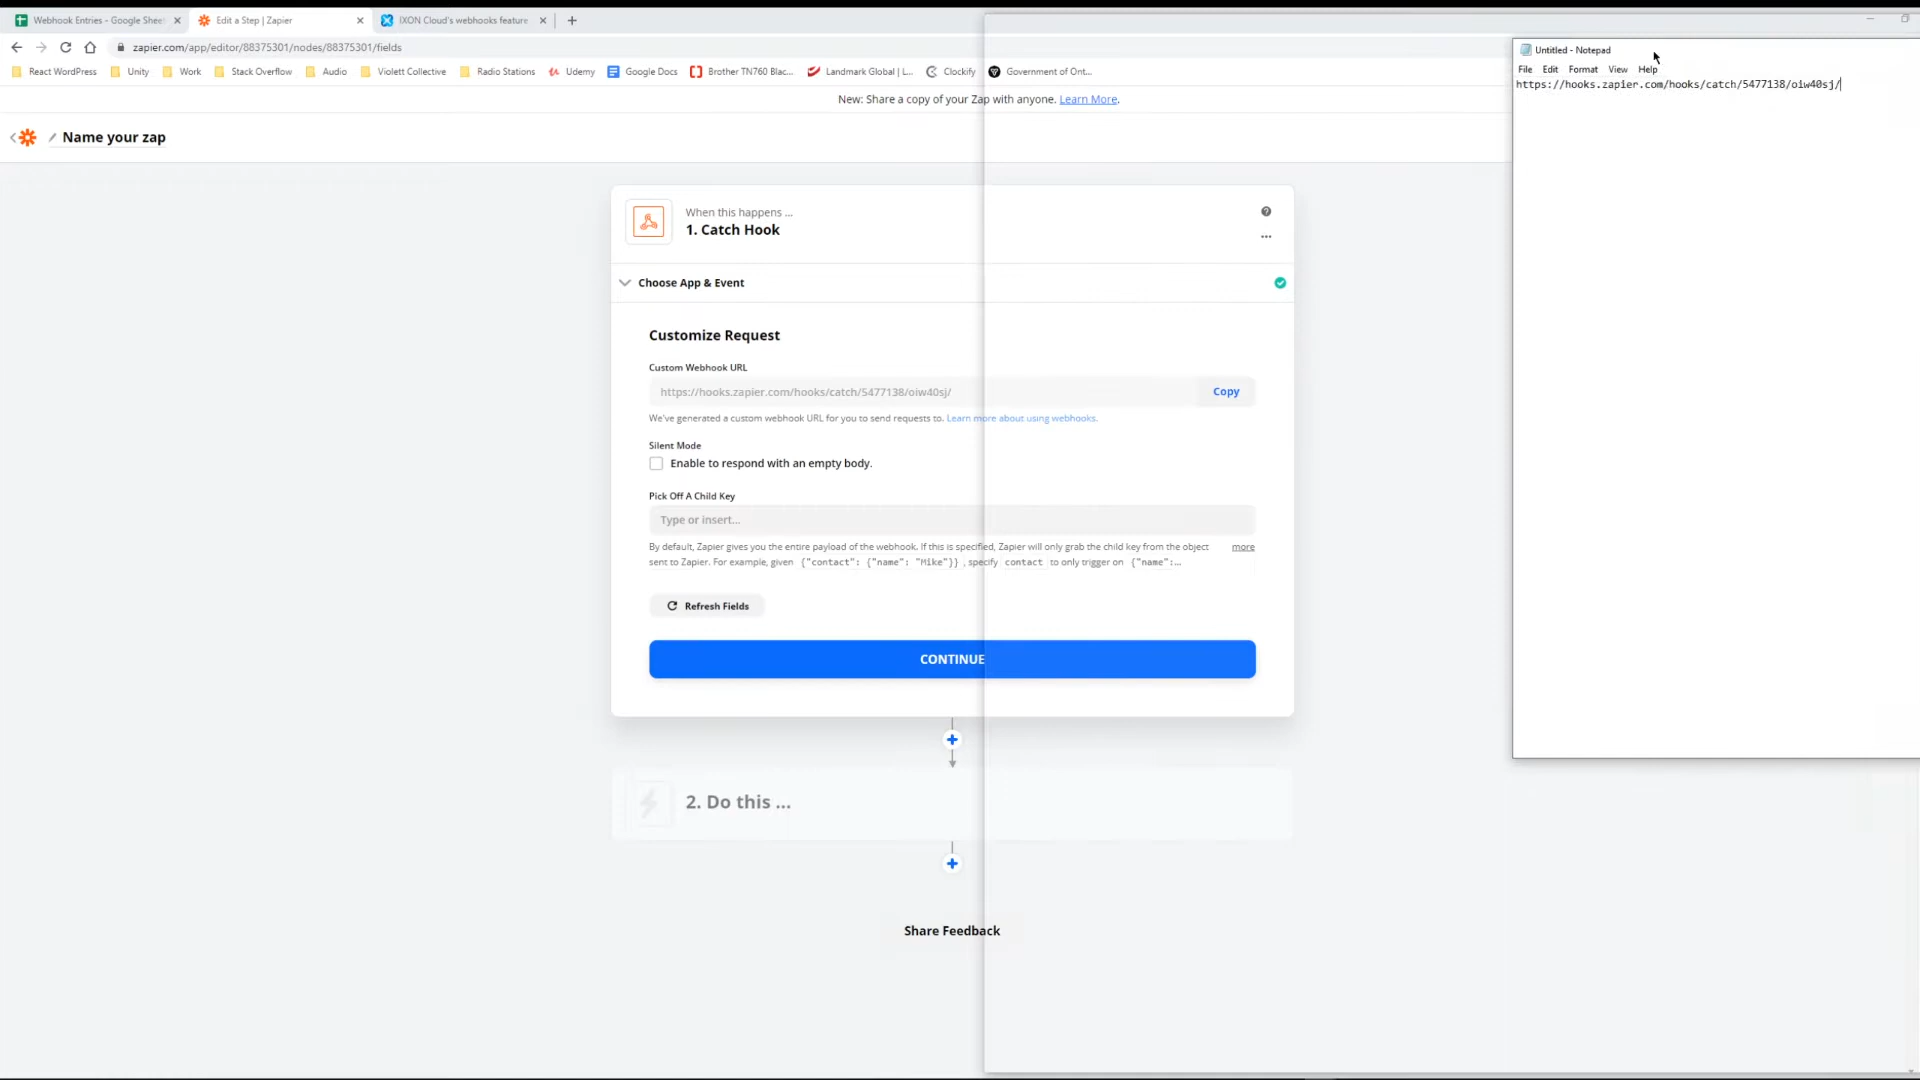 Webhook Entries - Google Sheet
Edit a Step | Zapier
IXON Cloud's webhooks feature
zapier.com/app/editor/88375301/nodes/88375301/fields
React WordPress
Unity
Work
Stack Overflow
Audio
Violett Collective
Radio Stations
Udemy
Google Docs
Brother TN760 Blac...
Landmark Global | L...
Clockify
Government of Ont...
New: Share a copy of your Zap with anyone. Learn More.
Name your zap
When this happens ...
1. Catch Hook
Choose App & Event
Customize Request
Custom Webhook URL
https://hooks.zapier.com/hooks/catch/5477138/oiw40sj/
Copy
We've generated a custom webhook URL for you to send requests to. Learn more about using webhooks.
Silent Mode
Enable to respond with an empty body.
Pick Off A Child Key
Type or insert...
By default, Zapier gives you the entire payload of the webhook. If this is specified, Zapier will only grab the child key from the object
more
sent to Zapier. For example, given {"contact": {"name": "Mike"}} , specify contact to only trigger on {"name":...
Refresh Fields
CONTINUE
2. Do this ...
Share Feedback
Untitled - Notepad
File Edit Format View Help
https://hooks.zapier.com/hooks/catch/5477138/oiw40sj/